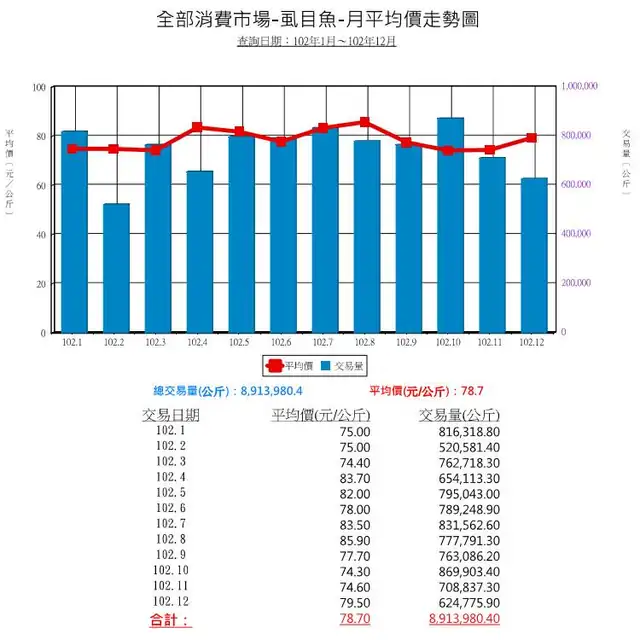 全部消費市場-虱目魚-月平均價走勢圖
查詢日期：102年1月～102年12月
平均價（元／公斤）
交易量（公斤）
100
80
60
40
20
0
1,000,000
800,000
600,000
400,000
200,000
0
102.1 102.2 102.3 102.4 102.5 102.6 102.7 102.8 102.9 102.10 102.11 102.12
平均價 交易量
總交易量(公斤)：8,913,980.4 平均價(元/公斤)：78.7
交易日期 平均價(元/公斤) 交易量(公斤)
102.1 75.00 816,318.80
102.2 75.00 520,581.40
102.3 74.40 762,718.30
102.4 83.70 654,113.30
102.5 82.00 795,043.00
102.6 78.00 789,248.90
102.7 83.50 831,562.60
102.8 85.90 777,791.30
102.9 77.70 763,086.20
102.10 74.30 869,903.40
102.11 74.60 708,837.30
102.12 79.50 624,775.90
合計： 78.70 8,913,980.40